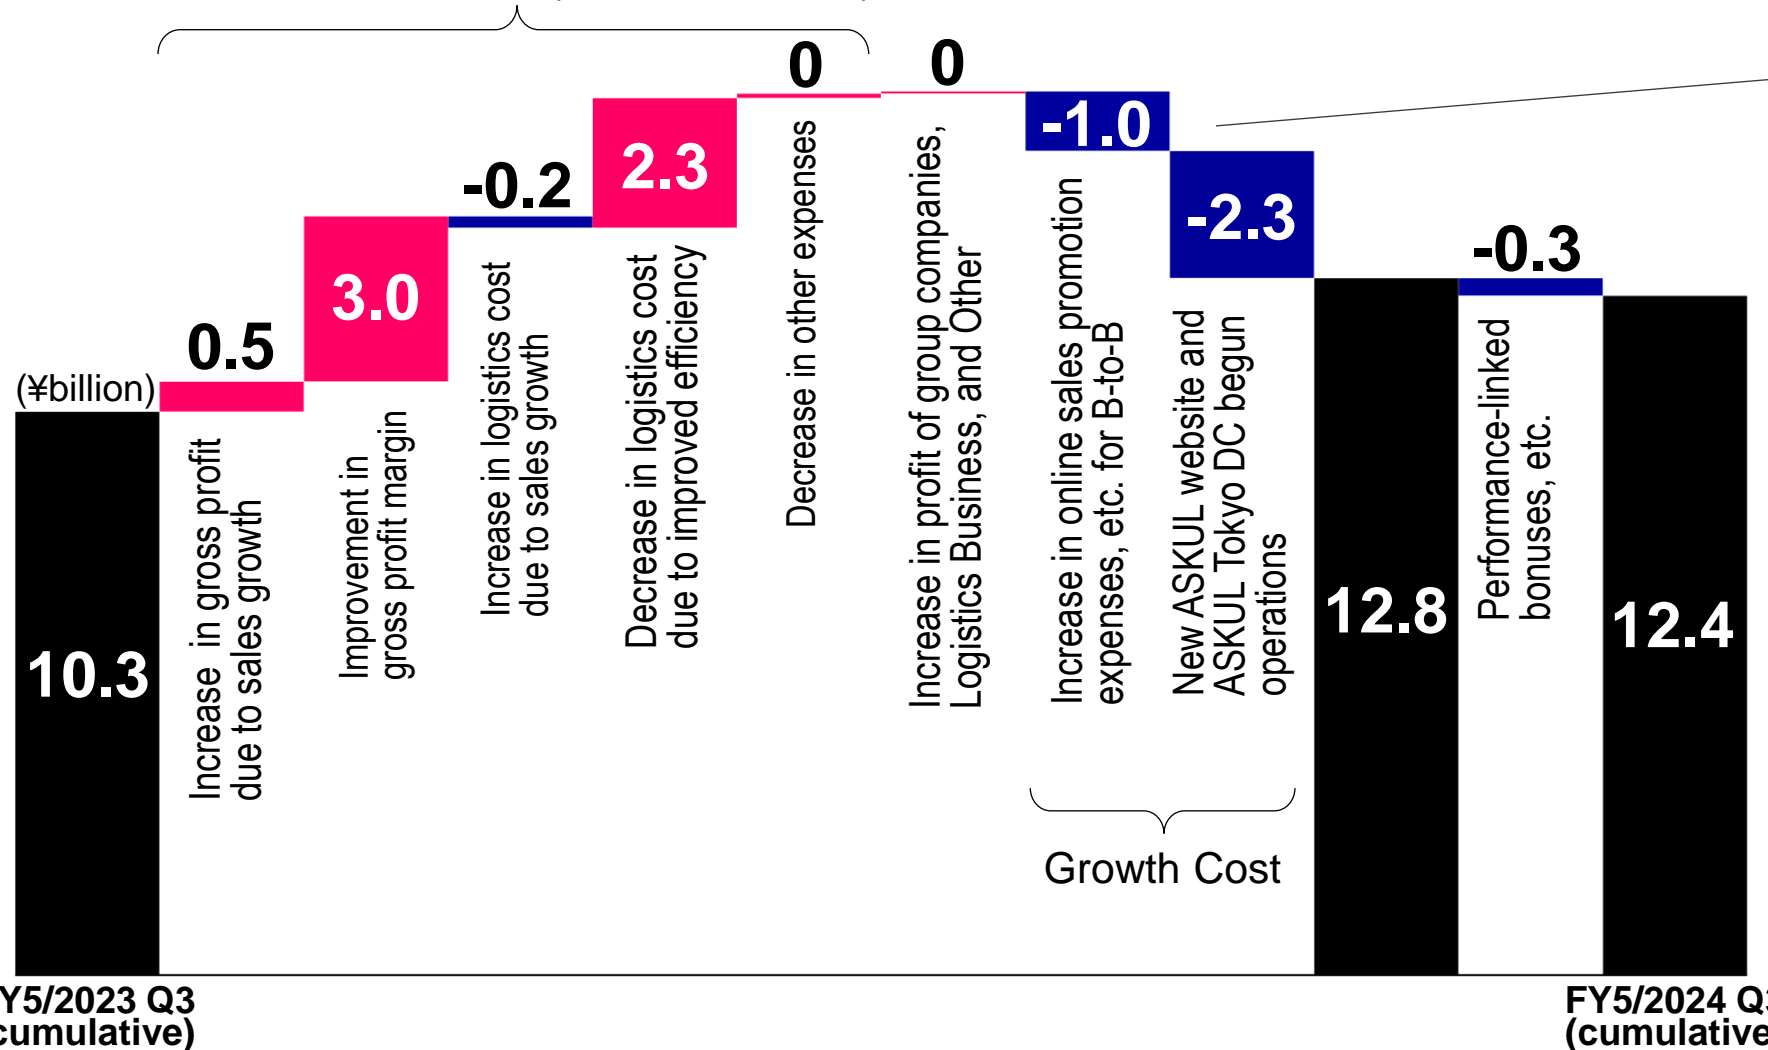 0
0
-1.0
2.3
-0.2
-2.3
3.0
-0.3
0.5
(¥billion)
10.3
Increase in gross profit
due to sales growth
Improvement in
gross profit margin
Increase in logistics cost
due to sales growth
Decrease in logistics cost
due to improved efficiency
Decrease in other expenses
Increase in profit of group companies,
Logistics Business, and Other
Increase in online sales promotion
expenses, etc. for B-to-B
New ASKUL website and
ASKUL Tokyo DC begun
operations
12.8
Performance-linked
bonuses, etc.
12.4
Growth Cost
Y5/2023 Q3
cumulative)
FY5/2024 Q3
(cumulative